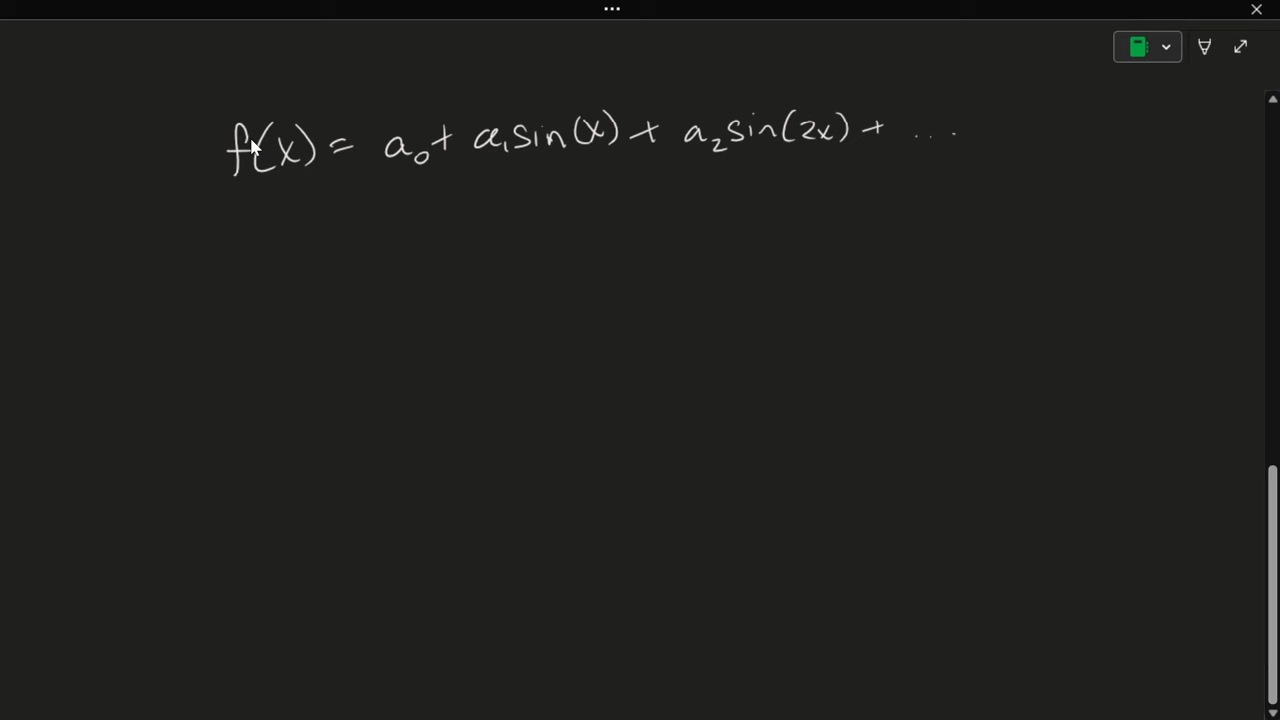 f(x) = a₀ + a₁sin(x) + a₂sin(2x) + ...